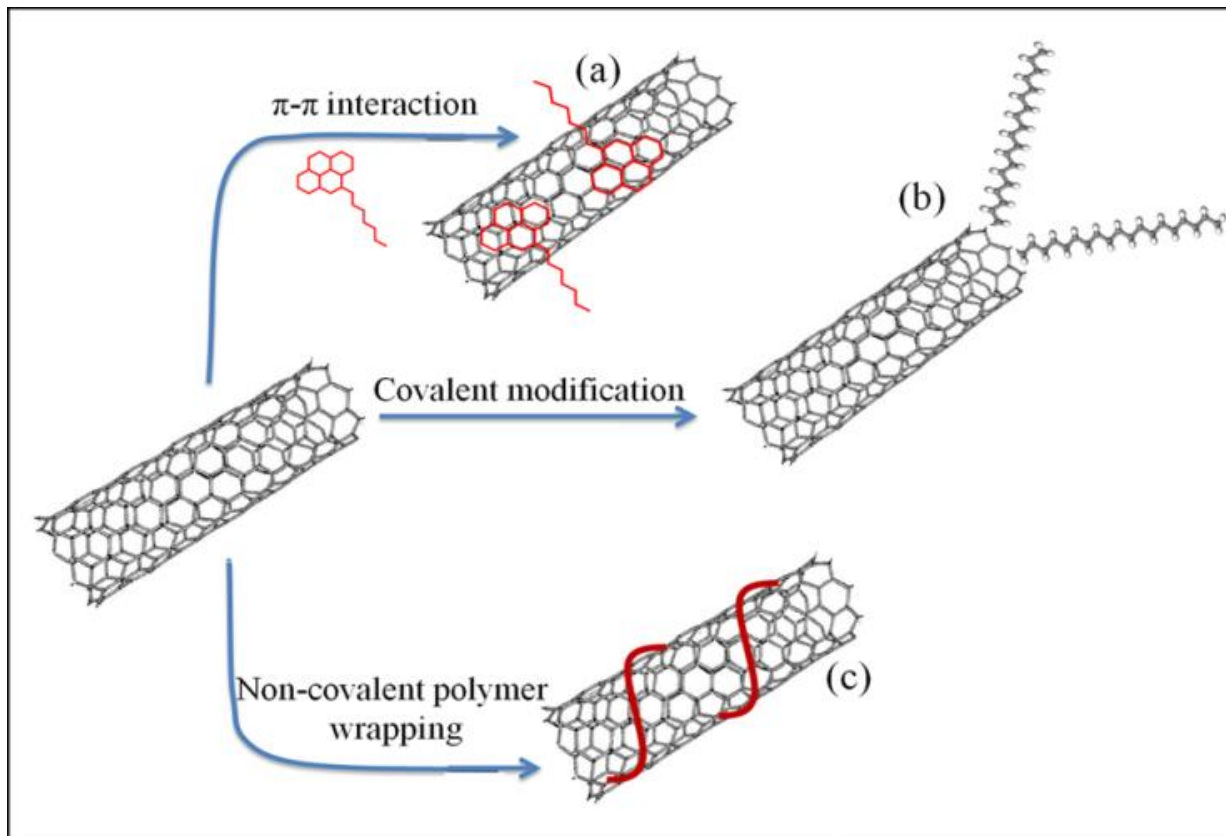 (a)
π-π interaction
(b)
Covalent modification
Non-covalent polymer
wrapping
(c)